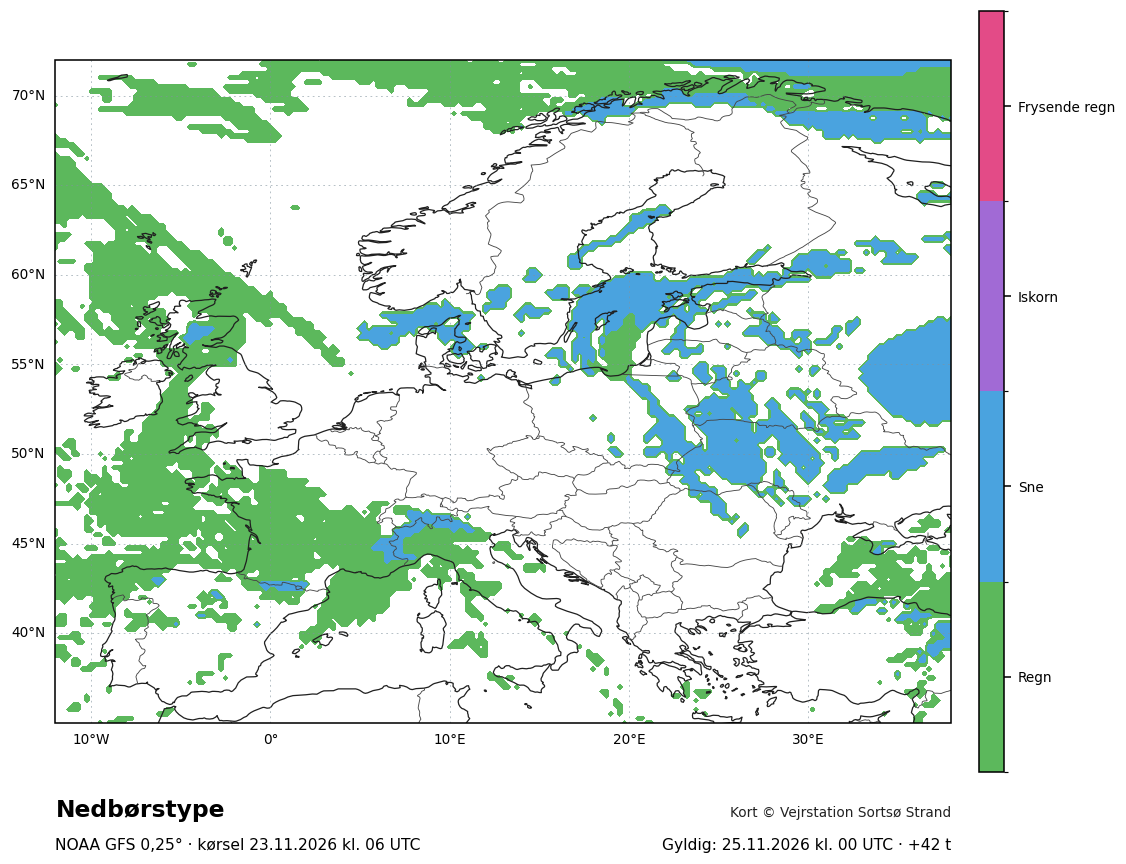 70°N
65°N
60°N
55°N
50°N
45°N
40°N
10°W
0°
10°E
20°E
30°E
Frysende regn
Iskorn
Sne
Regn
Nedbørstype
Kort © Vejrstation Sortsø Strand
NOAA GFS 0,25° · kørsel 23.11.2026 kl. 06 UTC
Gyldig: 25.11.2026 kl. 00 UTC · +42 t